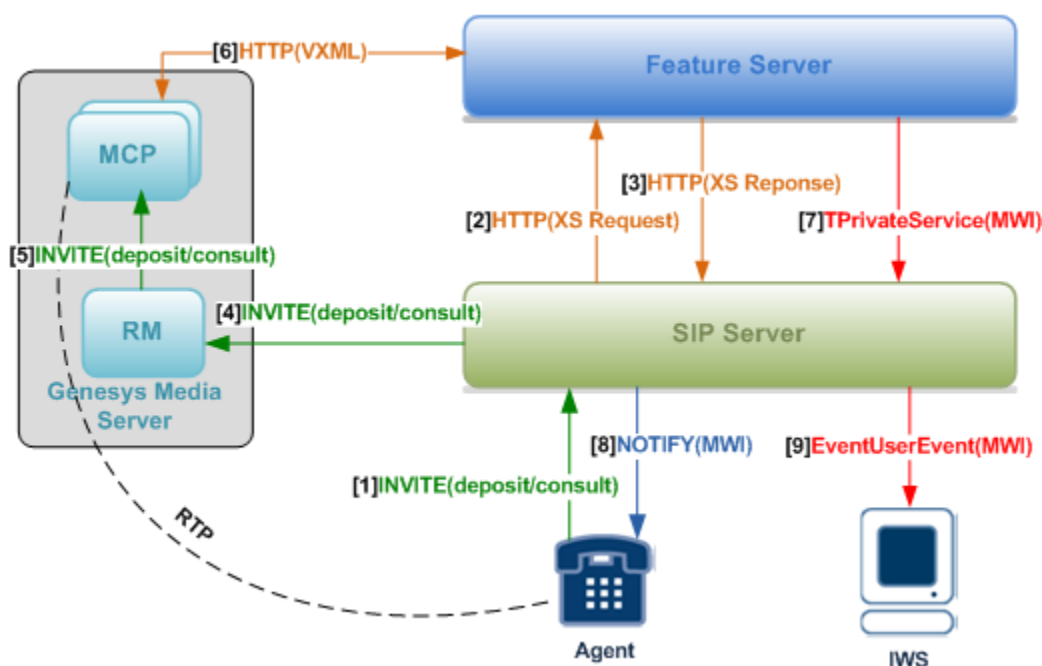 [6]HTTP(VXML)
Feature Server
MCP
[3]HTTP(XS Reponse)
[2]HTTP(XS Request)
[7]TPrivateService(MWI)
[5]INVITE(deposit/consult)
[4]INVITE(deposit/consult)
RM
SIP Server
Genesys Media
Server
[8]NOTIFY(MWI)
[9]EventUserEvent(MWI)
[1]INVITE(deposit/consult)
RTP
Agent
IWS